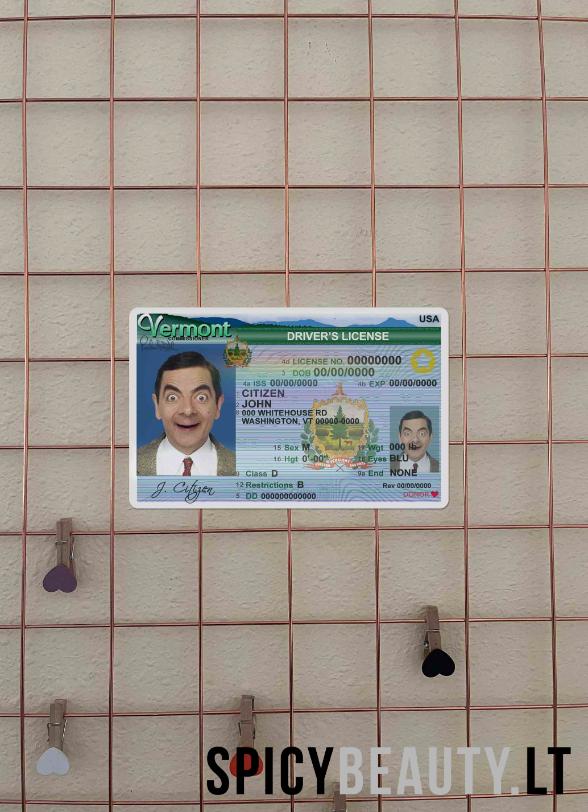 USA
Vermont
COMMISSIONER
DRIVER'S LICENSE
4d LICENSE NO. 00000000
3 DOB 00/00/0000
4a ISS 00/00/0000 4b EXP 00/00/0000
CITIZEN
JOHN
000 WHITEHOUSE RD
WASHINGTON, VT 00000-0000
15 Sex M 17 Wgt 000 lb
16 Hgt 0'-00" 18 Eyes BLU
9 Class D 9a End NONE
12 Restrictions B Rev 00/00/0000
5 DD 000000000000 DONOR
J. Citizen
SPICYBEAUTY.LT